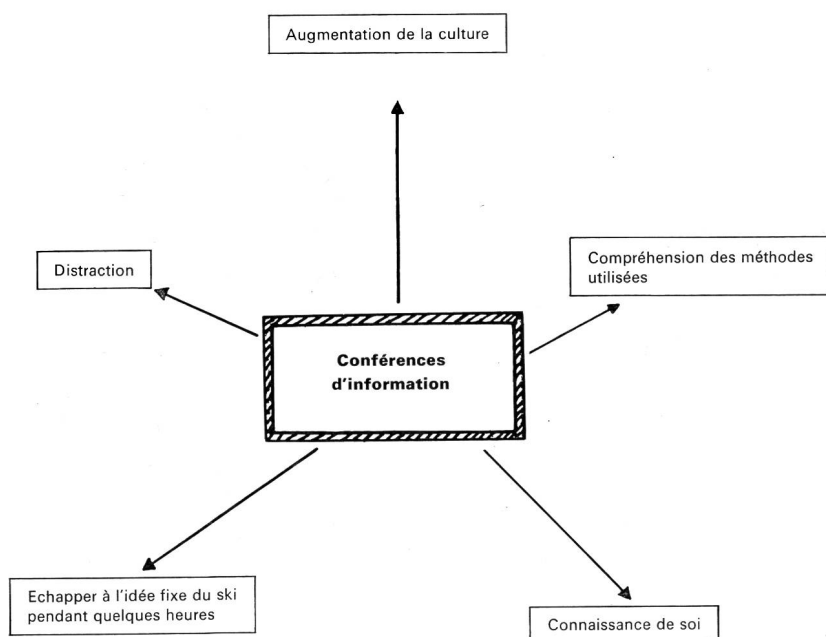 Augmentation de la culture
Distraction
Compréhension des méthodes
utilisées
Conférences
d'information
Echapper à l'idée fixe du ski
pendant quelques heures
Connaissance de soi